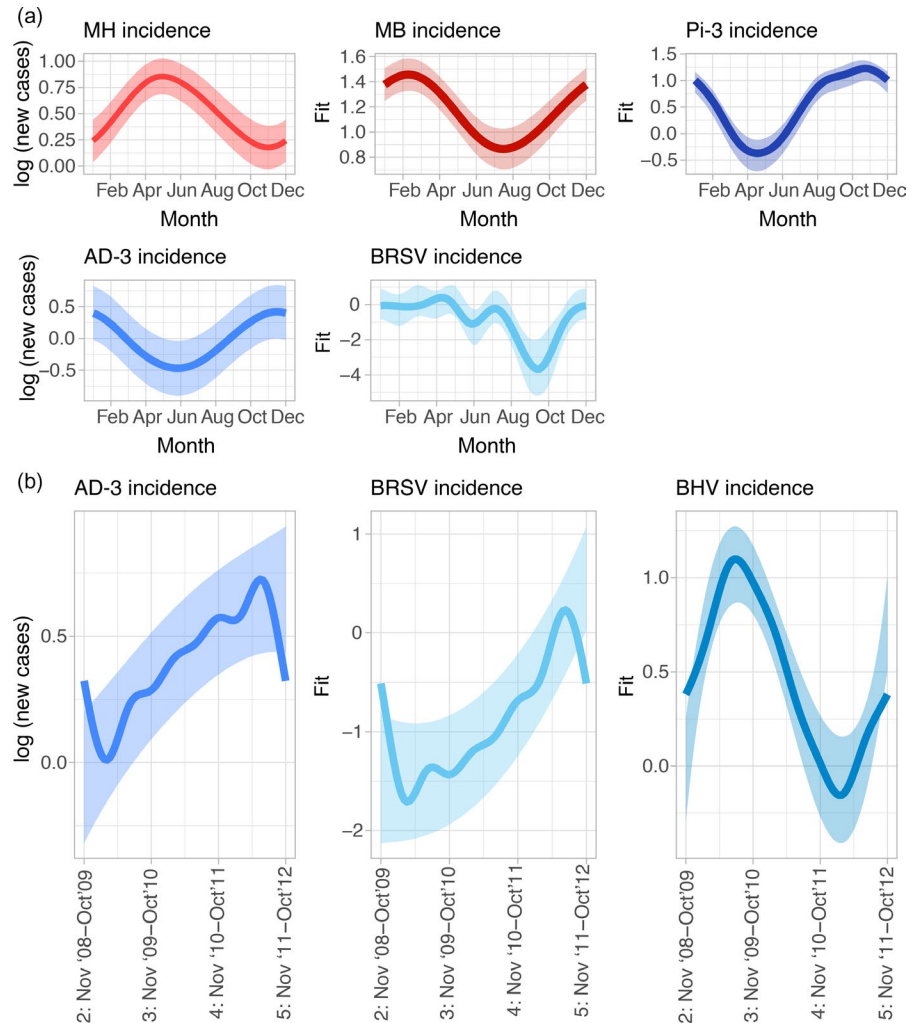 (a)
MH incidence
MB incidence
Pi-3 incidence
log (new cases)
1.00
0.75
0.50
0.25
0.00
Feb Apr Jun Aug Oct Dec
Month
Fit
1.6
1.4
1.2
1.0
0.8
Feb Apr Jun Aug Oct Dec
Month
Fit
1.5
1.0
0.5
0.0
−0.5
Feb Apr Jun Aug Oct Dec
Month
AD-3 incidence
BRSV incidence
log (new cases)
0.5
0.0
−0.5
Feb Apr Jun Aug Oct Dec
Month
Fit
0
−2
−4
Feb Apr Jun Aug Oct Dec
Month
(b)
AD-3 incidence
BRSV incidence
BHV incidence
log (new cases)
0.5
0.0
2: Nov ‘08−Oct’09
3: Nov ‘09−Oct’10
4: Nov ‘10−Oct’11
5: Nov ‘11−Oct’12
Fit
1
0
−1
−2
2: Nov ‘08−Oct’09
3: Nov ‘09−Oct’10
4: Nov ‘10−Oct’11
5: Nov ‘11−Oct’12
Fit
1.0
0.5
0.0
2: Nov ‘08−Oct’09
3: Nov ‘09−Oct’10
4: Nov ‘10−Oct’11
5: Nov ‘11−Oct’12